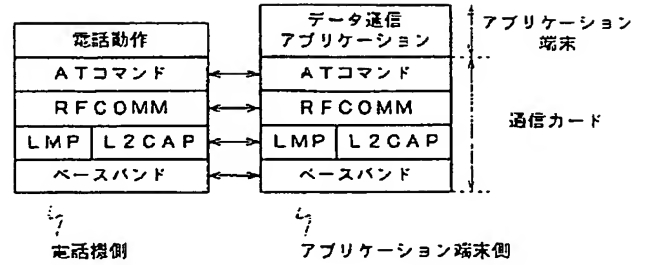 データ通信
電話動作
アプリケーション
アプリケーション
端末
ATコマンド
ATコマンド
RFCOMM
RFCOMM
通信カード
LMP
L2CAP
LMP
L2CAP
ベースバンド
ベースバンド
電話機側
アプリケーション端末側